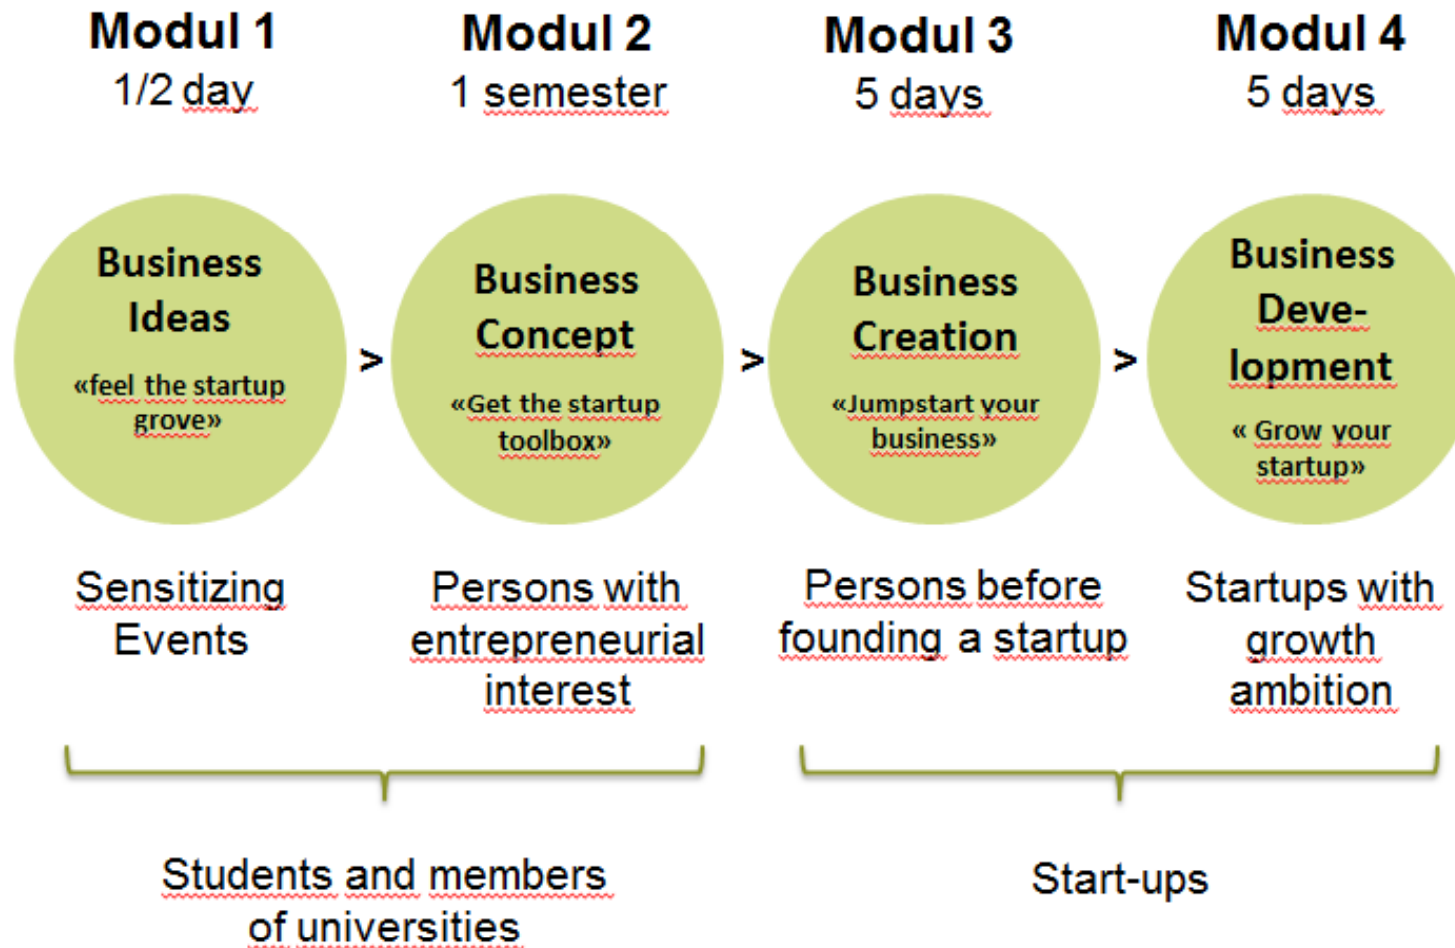 Modul 1
1/2 day
Modul 2
1 semester
Modul 3
5 days
Modul 4
5 days
Business
Ideas
«feel the startup
grove»
>
Business
Concept
«Get the startup
toolbox»
>
Business
Creation
«Jumpstart your
business»
>
Business
Deve-
lopment
« Grow your
startup»
Sensitizing
Events
Persons with
entrepreneurial
interest
Persons before
founding a startup
Startups with
growth
ambition
Students and members
of universities
Start-ups